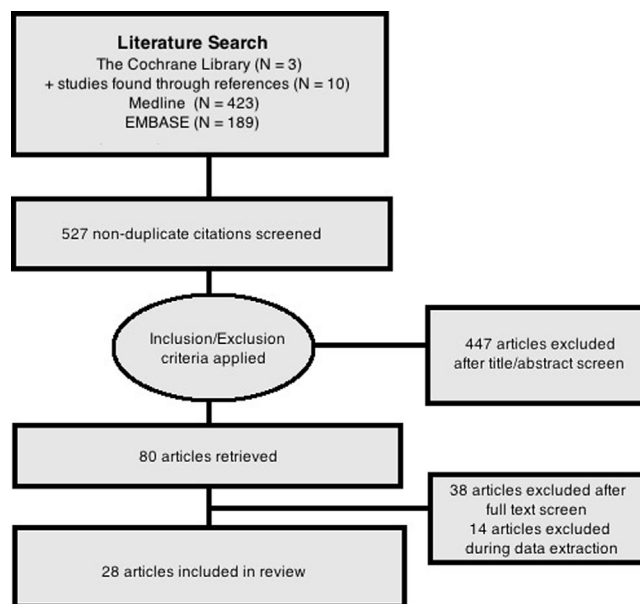 Literature Search
The Cochrane Library (N = 3)
+ studies found through references (N = 10)
Medline (N = 423)
EMBASE (N = 189)
527 non-duplicate citations screened
Inclusion/Exclusion
criteria applied
447 articles excluded
after title/abstract screen
80 articles retrieved
38 articles excluded after
full text screen
14 articles excluded
during data extraction
28 articles included in review